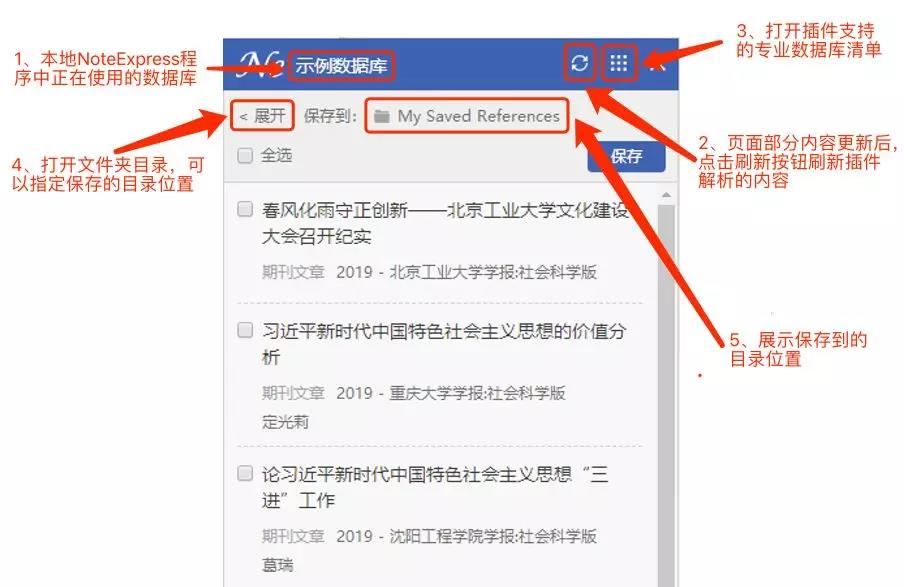 3、打开插件支持
的专业数据库清单
1、本地NoteExpress程
序中正在使用的数据库
Ne 示例数据库
< 展开 保存到: My Saved References
全选 保存
4、打开文件夹目录，可
以指定保存的目录位置
2、页面部分内容更新后，
点击刷新按钮刷新插件
解析的内容
春风化雨守正创新——北京工业大学文化建设
大会召开纪实
期刊文章 2019 - 北京工业大学学报:社会科学版
习近平新时代中国特色社会主义思想的价值分
析
期刊文章 2019 - 重庆大学学报:社会科学版
定光莉
5、展示保存到的
目录位置
论习近平新时代中国特色社会主义思想“三
进”工作
期刊文章 2019 - 沈阳工程学院学报:社会科学版
葛瑞